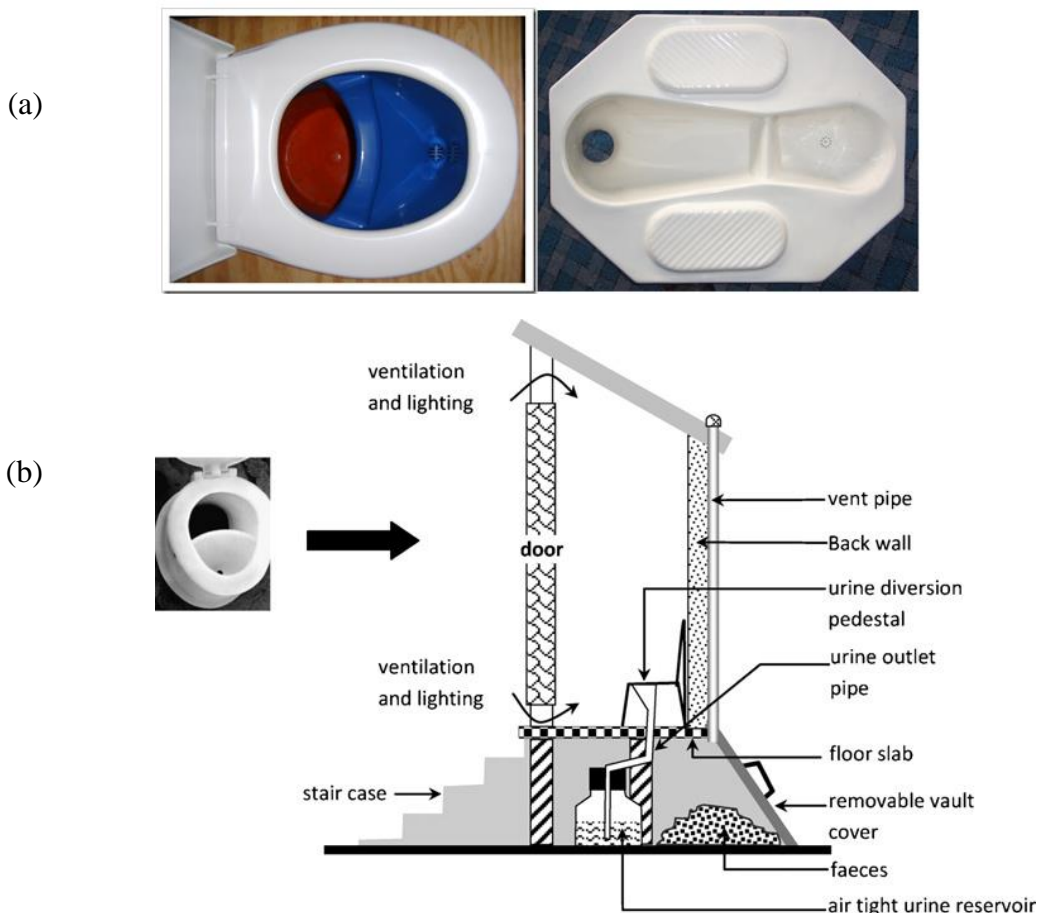 (a)
ventilation
and lighting
(b)
vent pipe
door
Back wall
urine diversion
pedestal
ventilation
and lighting
urine outlet
pipe
floor slab
stair case
removable vault
cover
faeces
air tight urine reservoir